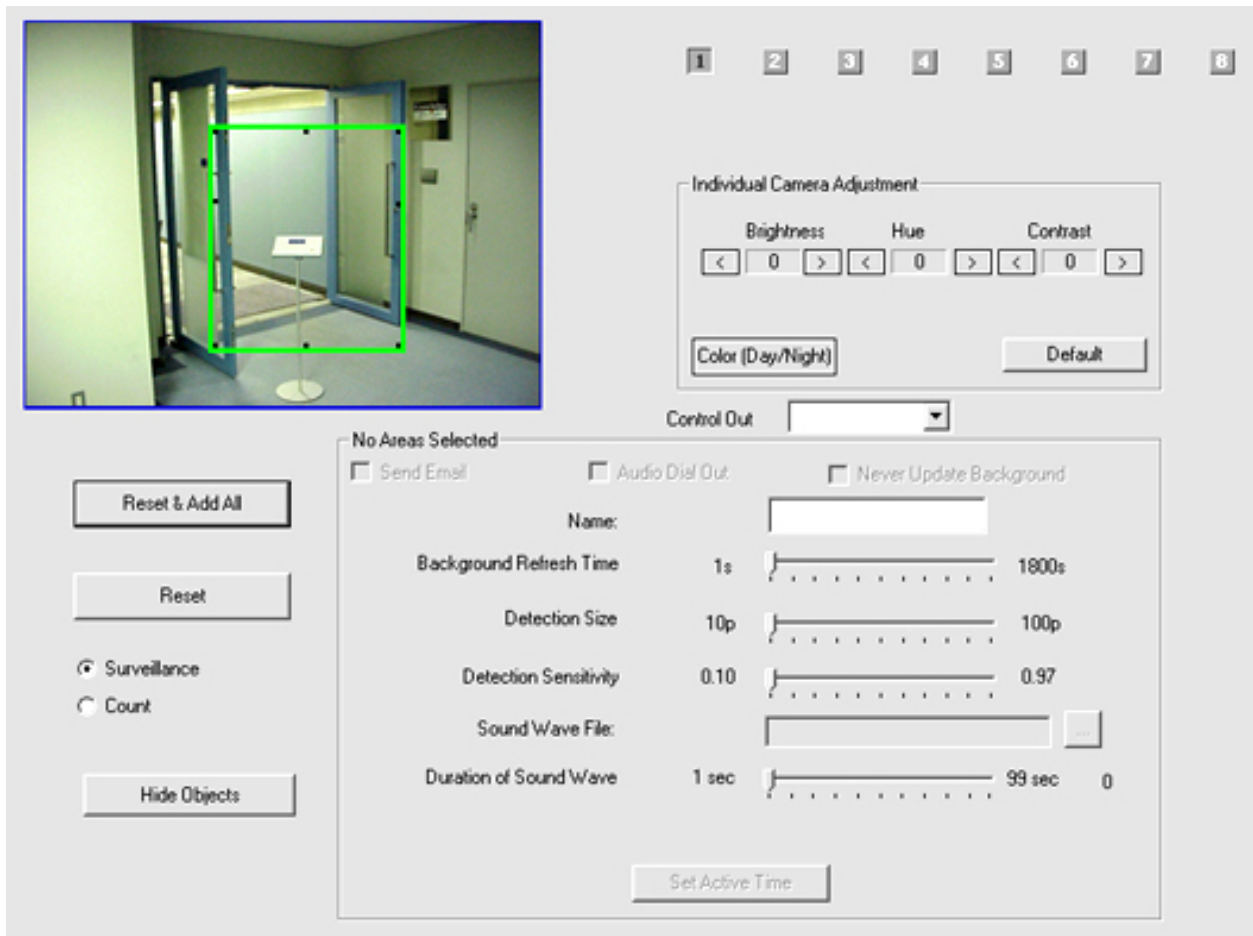 1 2 3 4 5 6 7 8
Individual Camera Adjustment
Brightness Hue Contrast
< 0 > < 0 > < 0 >
Color (Day/Night) Default
Control Out
No Areas Selected
Send Email Audio Dial Out Never Update Background
Reset & Add All
Name:
Background Refresh Time 1s 1800s
Reset
Detection Size 10p 100p
Surveillance
Detection Sensitivity 0.10 0.97
Count
Sound Wave File: ...
Duration of Sound Wave 1 sec 99 sec 0
Hide Objects
Set Active Time